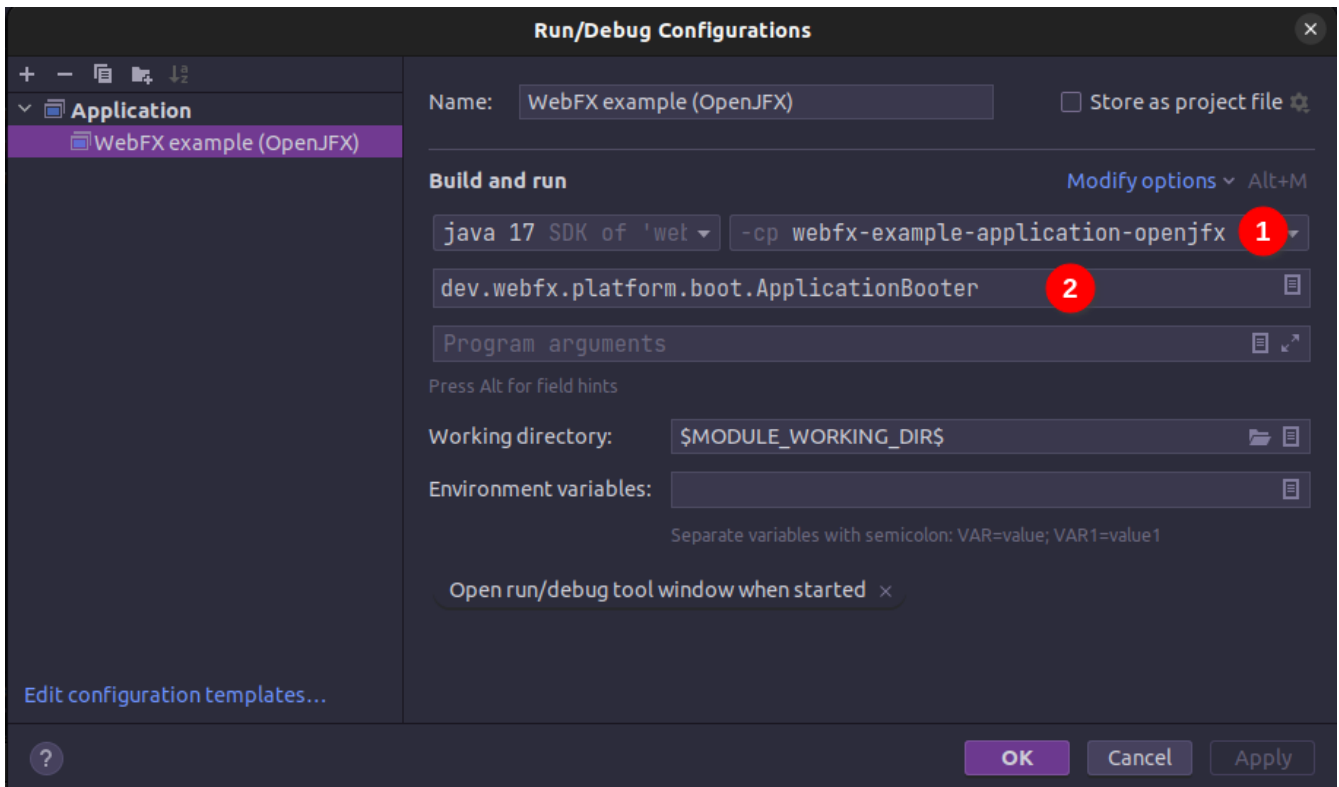 Run/Debug Configurations
Application
WebFX example (OpenJFX)
Name: WebFX example (OpenJFX) Store as project file
Build and run Modify options Alt+M
java 17 SDK of 'web -cp webfx-example-application-openjfx 1
dev.webfx.platform.boot.ApplicationBooter 2
Program arguments
Press Alt for field hints
Working directory: $MODULE_WORKING_DIR$
Environment variables:
Separate variables with semicolon: VAR=value; VAR1=value1
Open run/debug tool window when started ×
Edit configuration templates…
? OK Cancel Apply